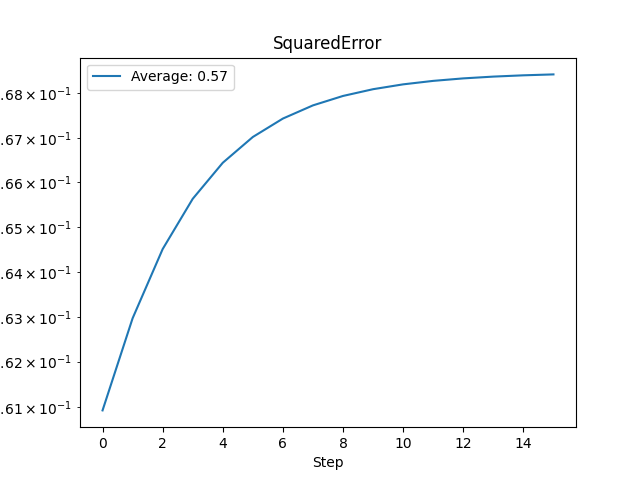 SquaredError
Average: 0.57
.68 × 10⁻¹
.67 × 10⁻¹
.66 × 10⁻¹
.65 × 10⁻¹
.64 × 10⁻¹
.63 × 10⁻¹
.62 × 10⁻¹
.61 × 10⁻¹
0 2 4 6 8 10 12 14
Step